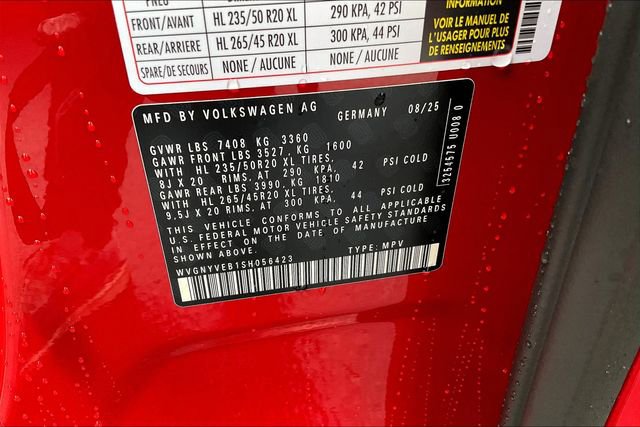 PNEU
FRONT/AVANT HL 235/50 R20 XL 290 KPA, 42 PSI
REAR/ARRIERE HL 265/45 R20 XL 300 KPA, 44 PSI
SPARE/DE SECOURS NONE / AUCUNE NONE / AUCUNE
INFORMATION
VOIR LE MANUEL DE
L'USAGER POUR PLUS
DE RENSEIGNEMENTS
MFD BY VOLKSWAGEN AG GERMANY 08/25
GVWR LBS 7408 KG 3360
GAWR FRONT LBS 3527, KG 1600
WITH HL 235/50R20 XL TIRES,
8J X 20 RIMS, AT 290 KPA, 42 PSI COLD
GAWR REAR LBS 3990, KG 1810
WITH HL 265/45R20 XL TIRES,
9.5J X 20 RIMS, AT 300 KPA, 44 PSI COLD
THIS VEHICLE CONFORMS TO ALL APPLICABLE
U.S. FEDERAL MOTOR VEHICLE SAFETY STANDARDS
IN EFFECT ON THE DATE OF MANUFACTURE
SHOWN ABOVE.
WVGNYVEB1SH056423 TYPE: MPV
3254575 U008 0